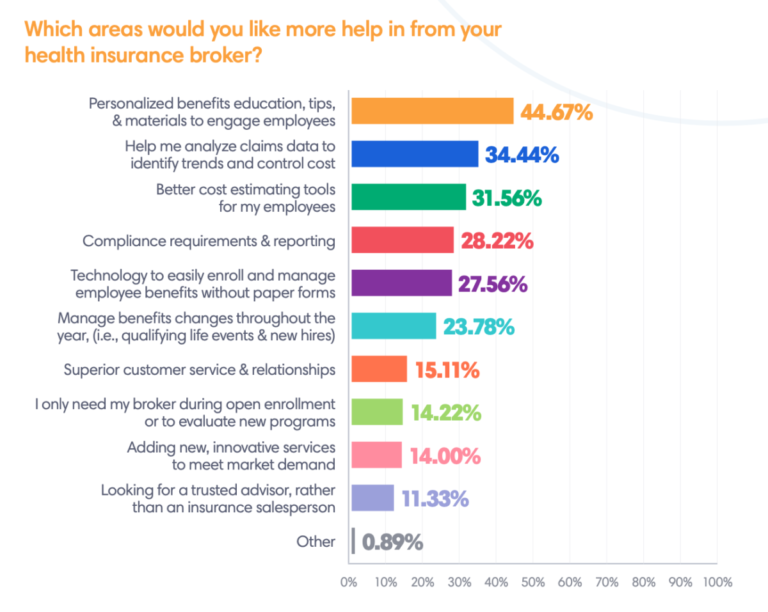 Which areas would you like more help in from your
health insurance broker?
Personalized benefits education, tips,
& materials to engage employees
44.67%
Help me analyze claims data to
identify trends and control cost
34.44%
Better cost estimating tools
for my employees
31.56%
Compliance requirements & reporting
28.22%
Technology to easily enroll and manage
employee benefits without paper forms
27.56%
Manage benefits changes throughout the
year, (i.e., qualifying life events & new hires)
23.78%
Superior customer service & relationships
15.11%
I only need my broker during open enrollment
or to evaluate new programs
14.22%
Adding new, innovative services
to meet market demand
14.00%
Looking for a trusted advisor, rather
than an insurance salesperson
11.33%
Other
0.89%
0% 10% 20% 30% 40% 50% 60% 70% 80% 90% 100%